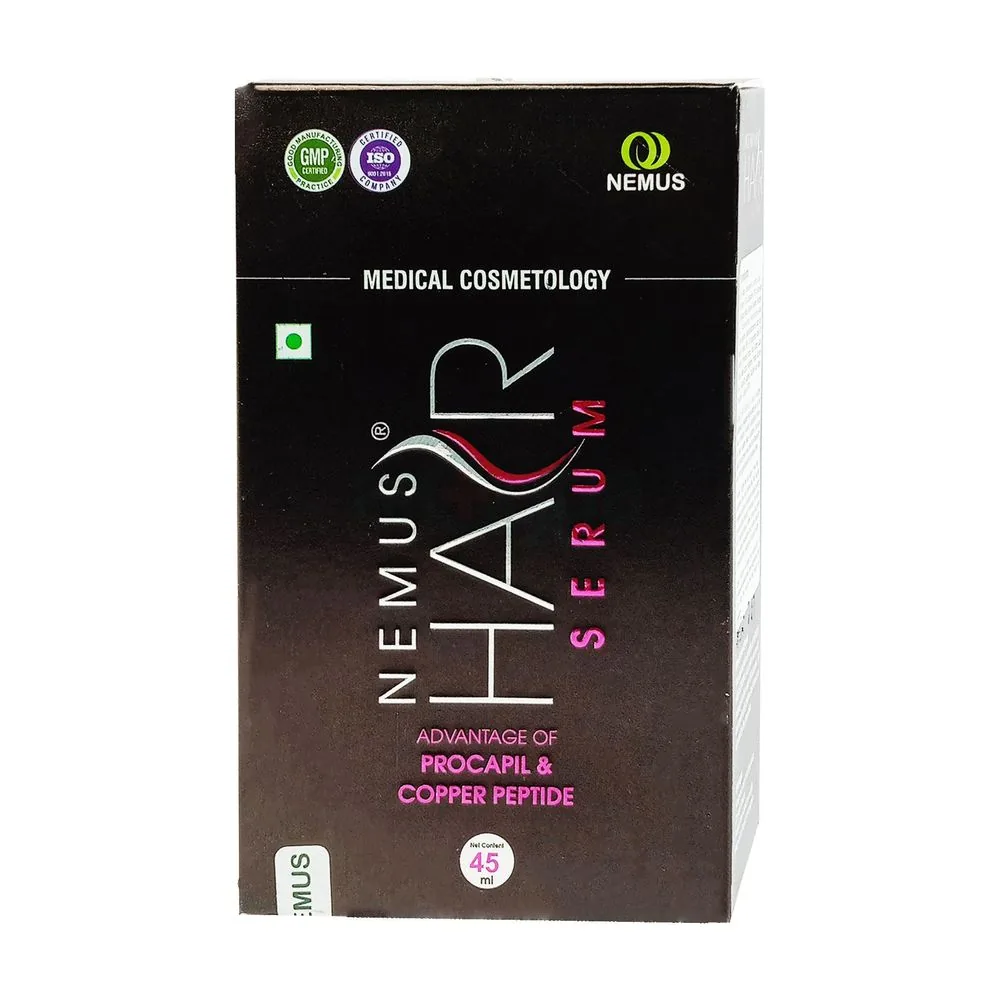 GOOD MANUFACTURING
GMP
CERTIFIED
PRACTICE
CERTIFIED
ISO
9001:2015
COMPANY
NEMUS
MEDICAL COSMETOLOGY
NEMUS®
HAIR
SERUM
ADVANTAGE OF
PROCAPIL &
COPPER PEPTIDE
Net Content
45
ml
EMUS